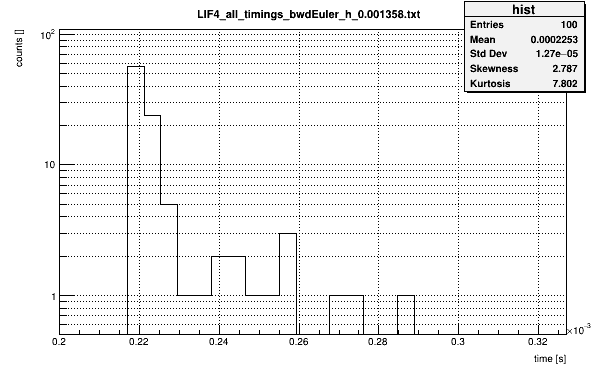 LIF4_all_timings_bwdEuler_h_0.001358.txt
hist
Entries 100
Mean 0.0002253
Std Dev 1.27e−05
Skewness 2.787
Kurtosis 7.802
counts []
10²
10
1
0.2 0.22 0.24 0.26 0.28 0.3 0.32
×10⁻³
time [s]